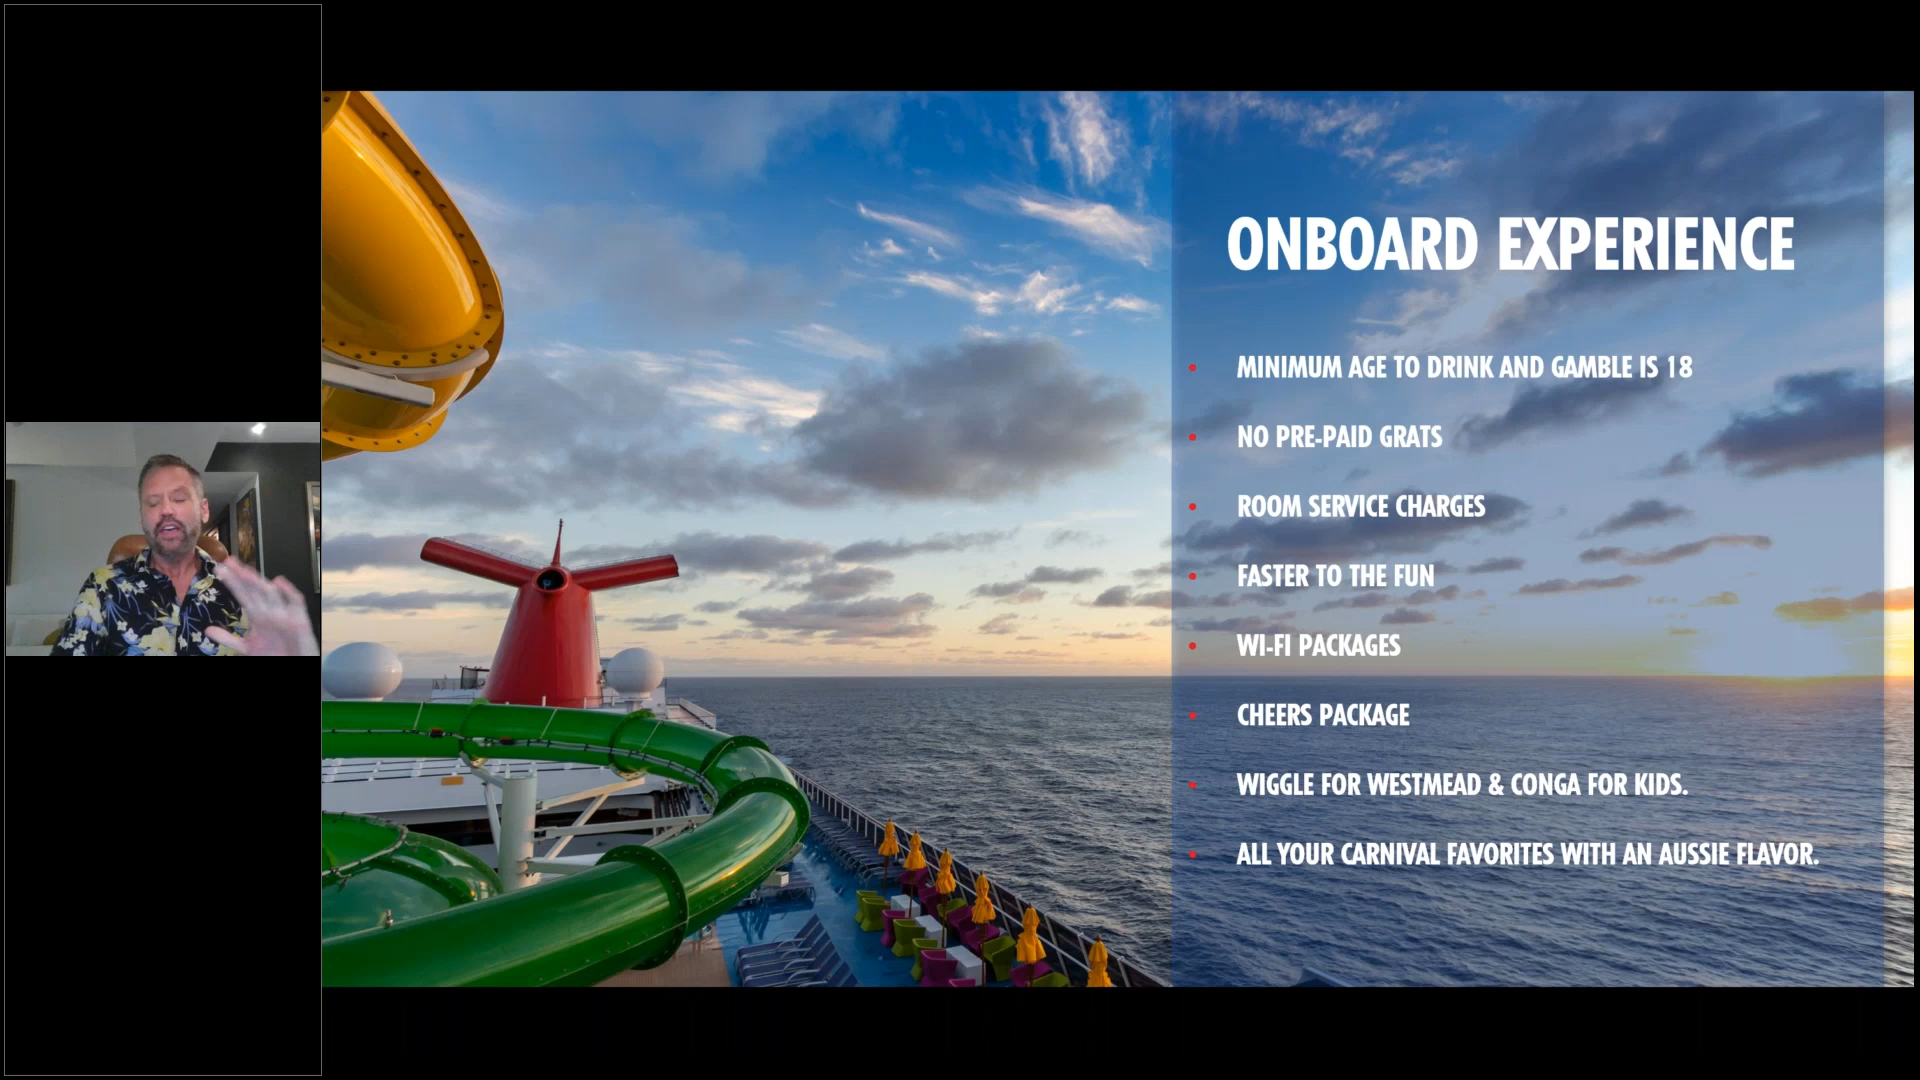 ONBOARD EXPERIENCE
• MINIMUM AGE TO DRINK AND GAMBLE IS 18
• NO PRE-PAID GRATS
• ROOM SERVICE CHARGES
• FASTER TO THE FUN
• WI-FI PACKAGES
• CHEERS PACKAGE
• WIGGLE FOR WESTMEAD & CONGA FOR KIDS.
• ALL YOUR CARNIVAL FAVORITES WITH AN AUSSIE FLAVOR.